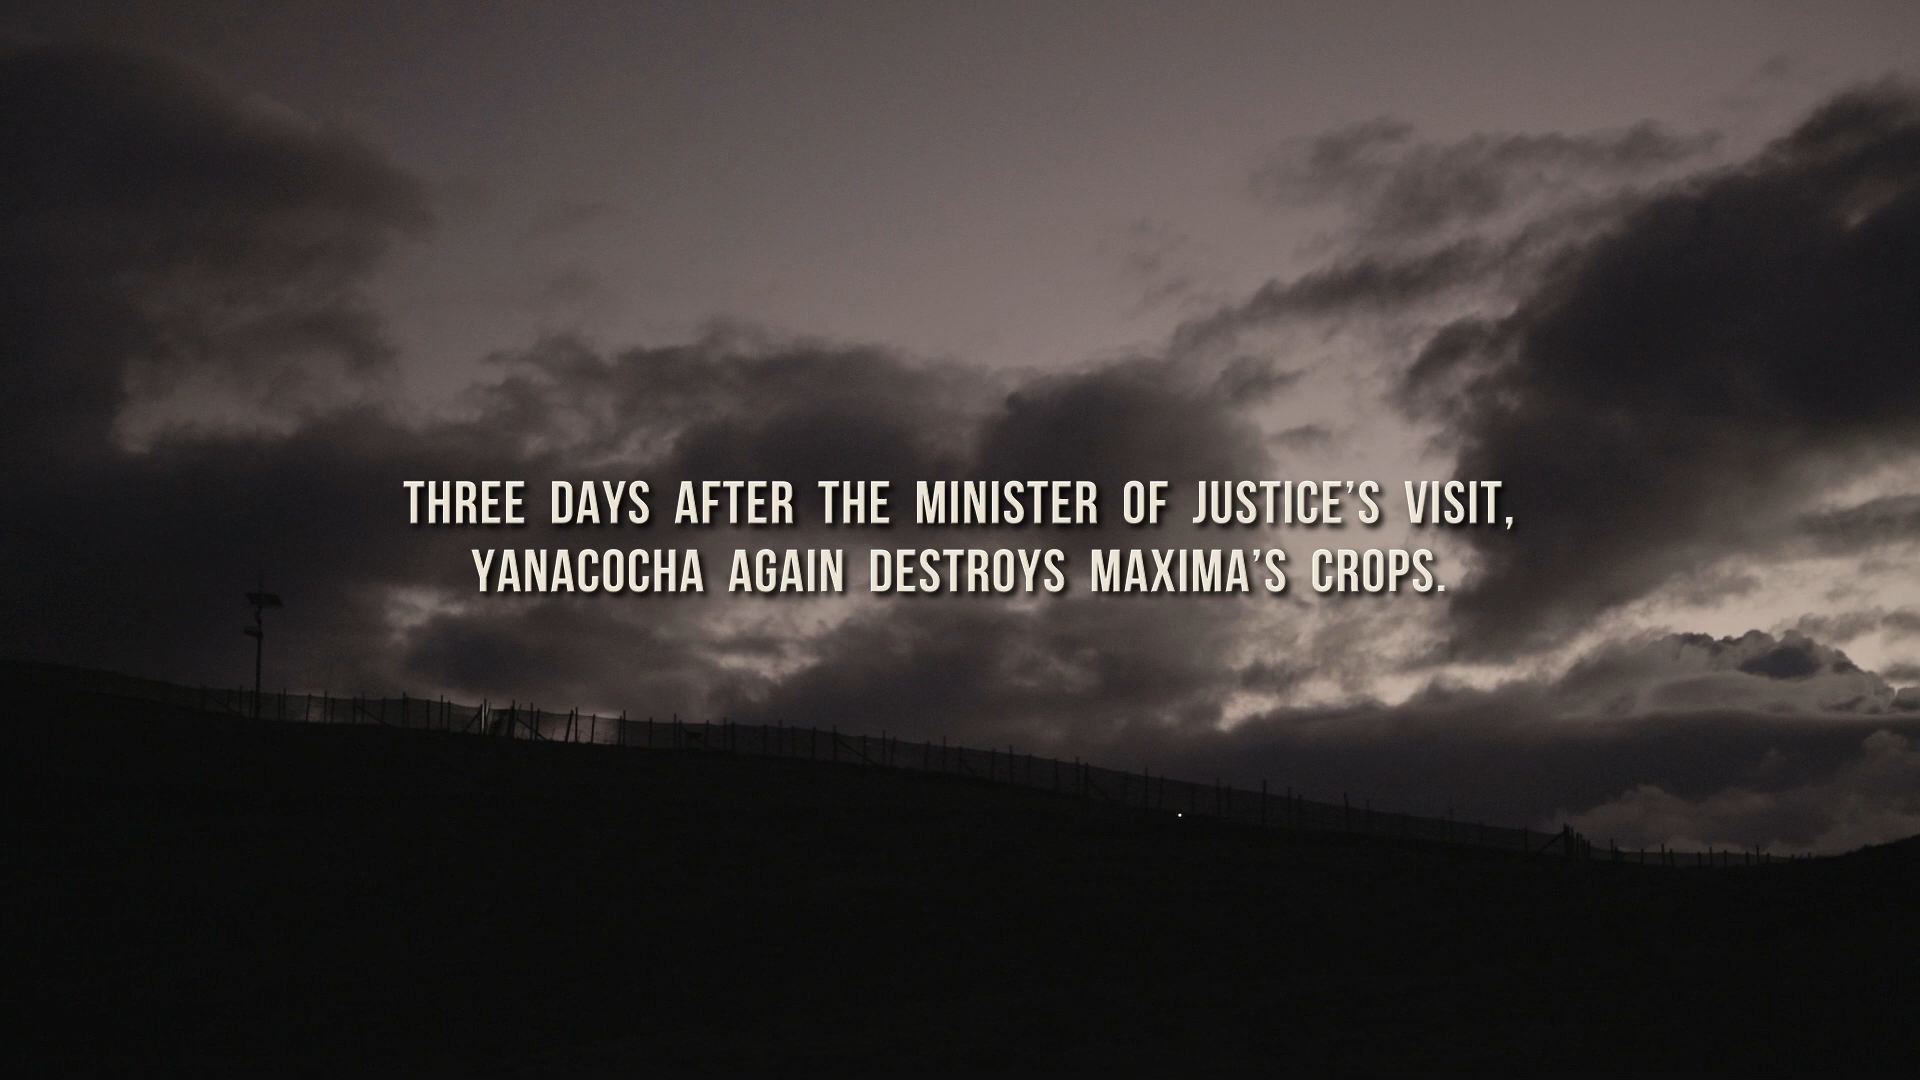 THREE DAYS AFTER THE MINISTER OF JUSTICE’S VISIT,
YANACOCHA AGAIN DESTROYS MAXIMA’S CROPS.